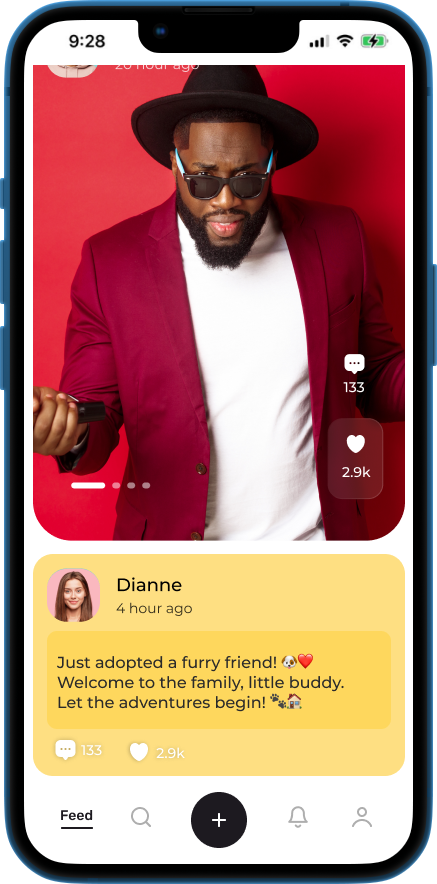 9:28
20 hour ago
133
2.9k
Dianne
4 hour ago
Just adopted a furry friend! 🐶❤️
Welcome to the family, little buddy.
Let the adventures begin! 🐾🏠
133
2.9k
Feed